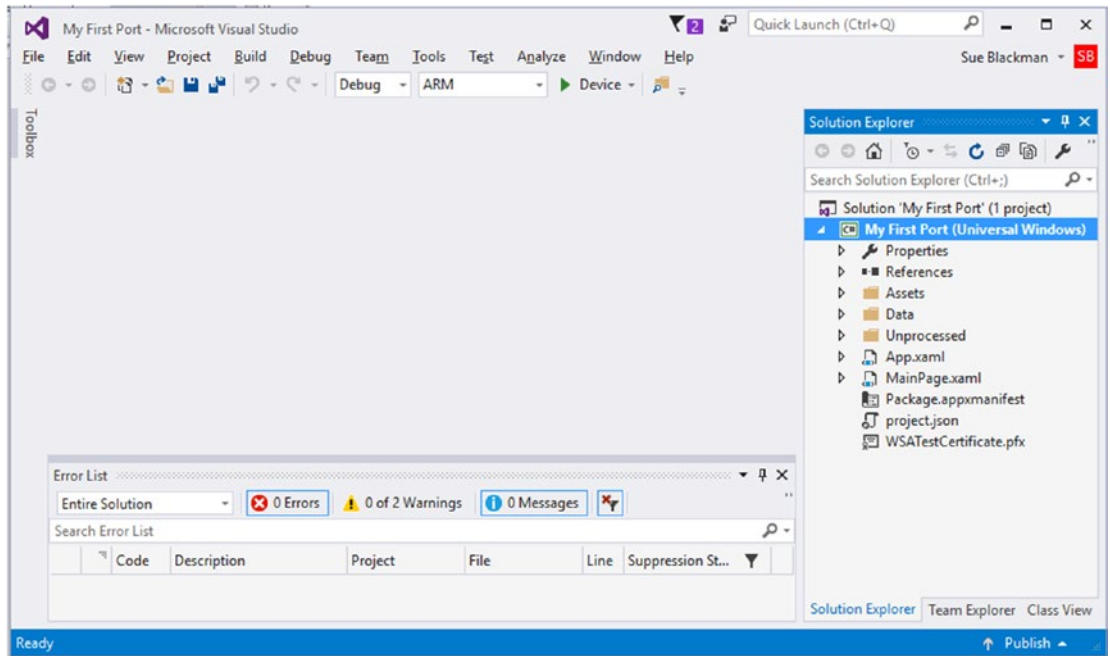 My First Port - Microsoft Visual Studio
2
Quick Launch (Ctrl+Q)
File Edit View Project Build Debug Team Tools Test Analyze Window Help
Sue Blackman
SB
Debug ARM Device
Toolbox
Solution Explorer
Search Solution Explorer (Ctrl+;)
Solution 'My First Port' (1 project)
C#
My First Port (Universal Windows)
Properties
References
Assets
Data
Unprocessed
App.xaml
MainPage.xaml
Package.appxmanifest
project.json
WSATestCertificate.pfx
Error List
Entire Solution 0 Errors 0 of 2 Warnings 0 Messages
Search Error List
Code Description Project File Line Suppression St...
Solution Explorer Team Explorer Class View
Ready
Publish